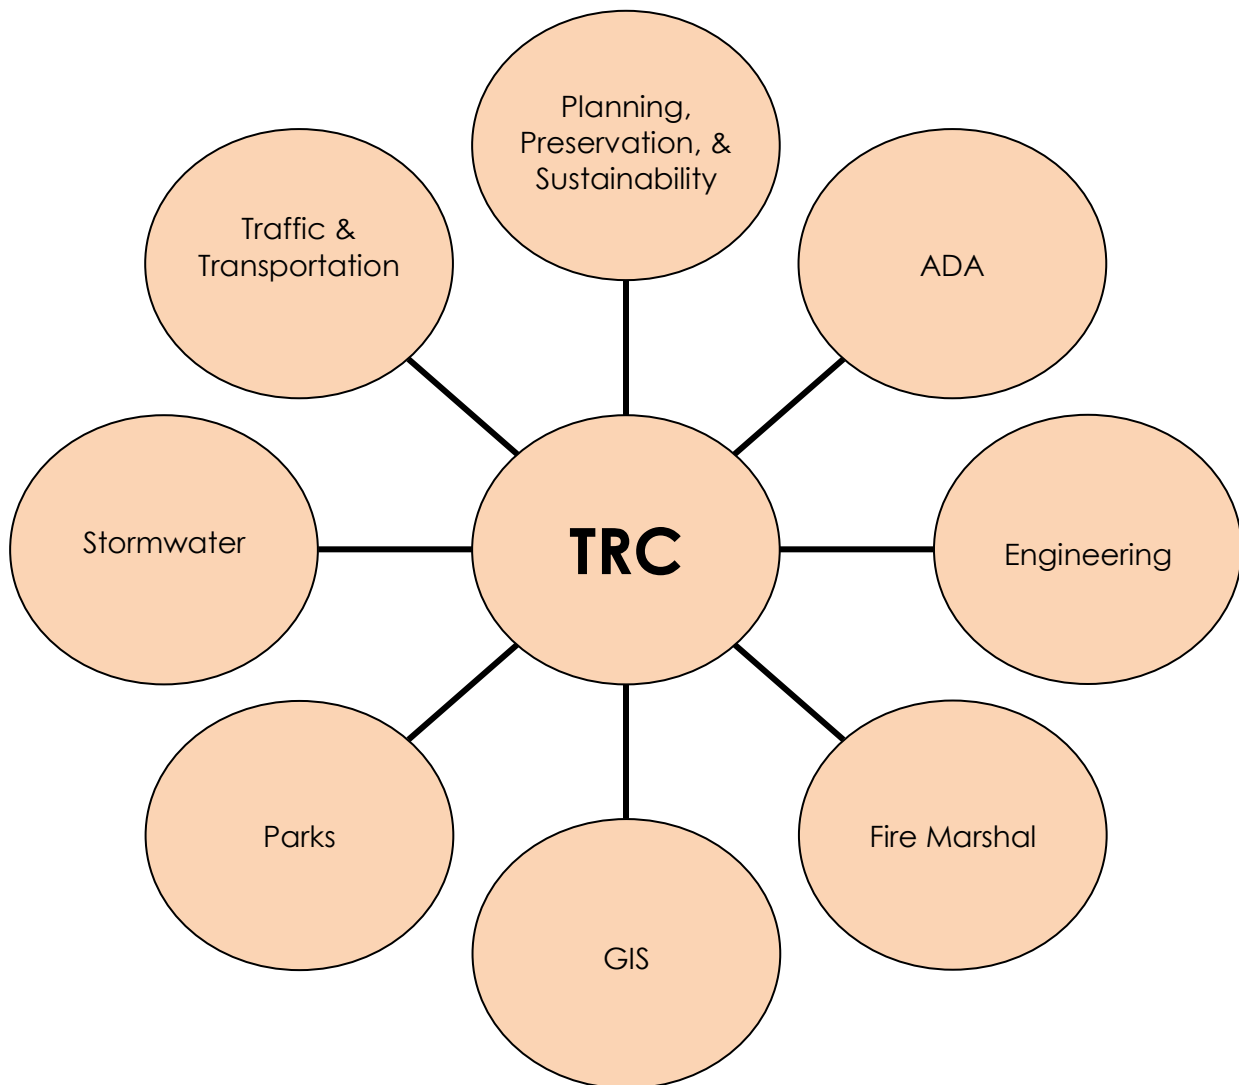 Planning,
Preservation, &
Sustainability
Traffic &
Transportation
ADA
Stormwater
TRC
Engineering
Parks
Fire Marshal
GIS